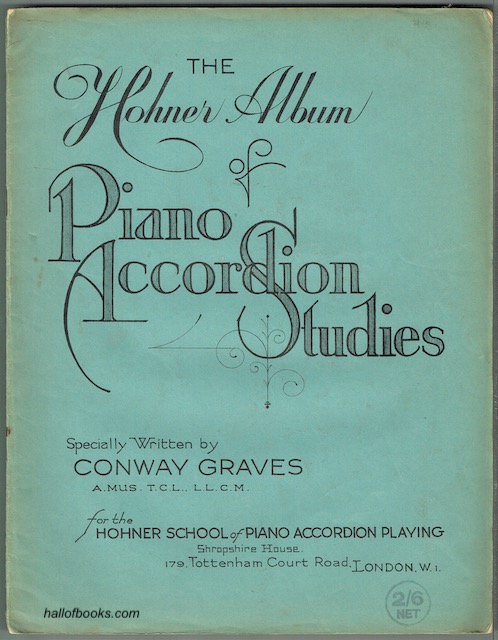 THE
Hohner Album
of
Piano
Accordion
Studies
Specially Written by
CONWAY GRAVES
A.MUS. T.C.L., L.L.C.M.
for the
HOHNER SCHOOL of PIANO ACCORDION PLAYING
Shropshire House.
179, Tottenham Court Road, LONDON, W.1.
2/6
NET
hallofbooks.com